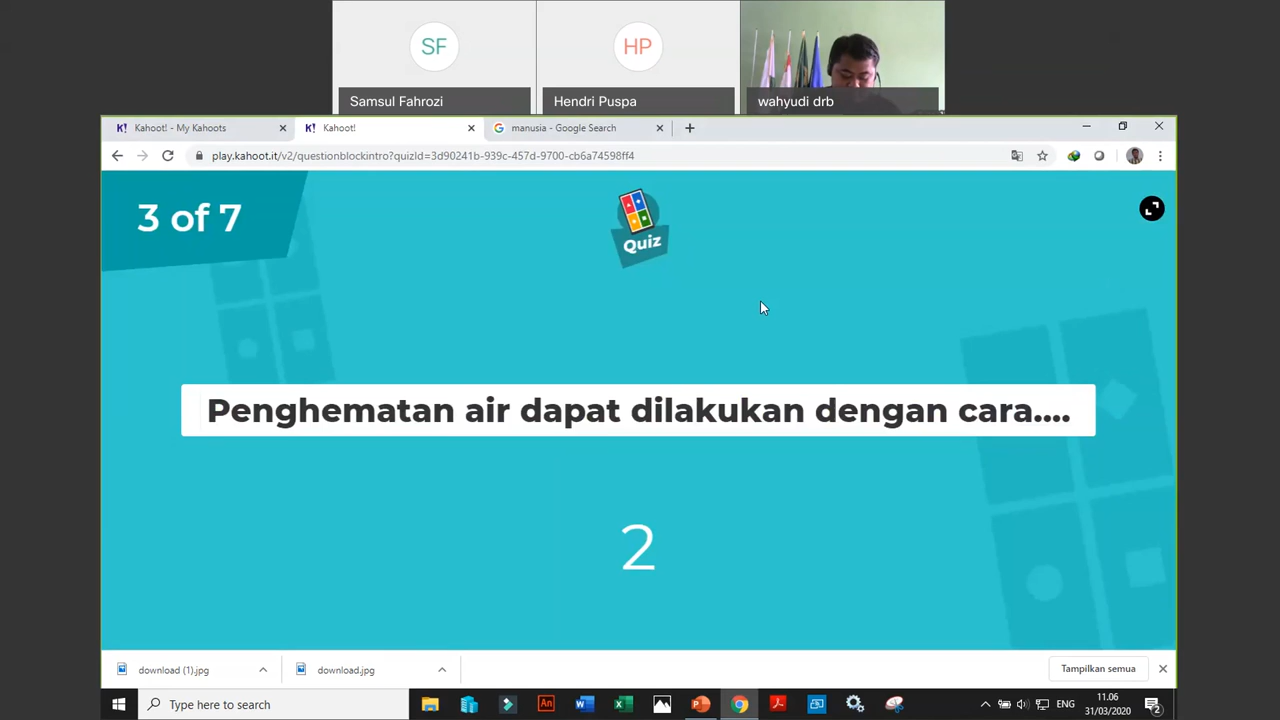 SF
HP
Samsul Fahrozi
Hendri Puspa
wahyudi drb
K! Kahoot! - My Kahoots
K! Kahoot!
G manusia - Google Search
play.kahoot.it/v2/questionblockintro?quizId=3d90241b-939c-457d-9700-cb6a74598ff4
3 of 7
Quiz
Penghematan air dapat dilakukan dengan cara....
2
download (1).jpg
download.jpg
Tampilkan semua
Type here to search
An
ENG
11.06
31/03/2020
2